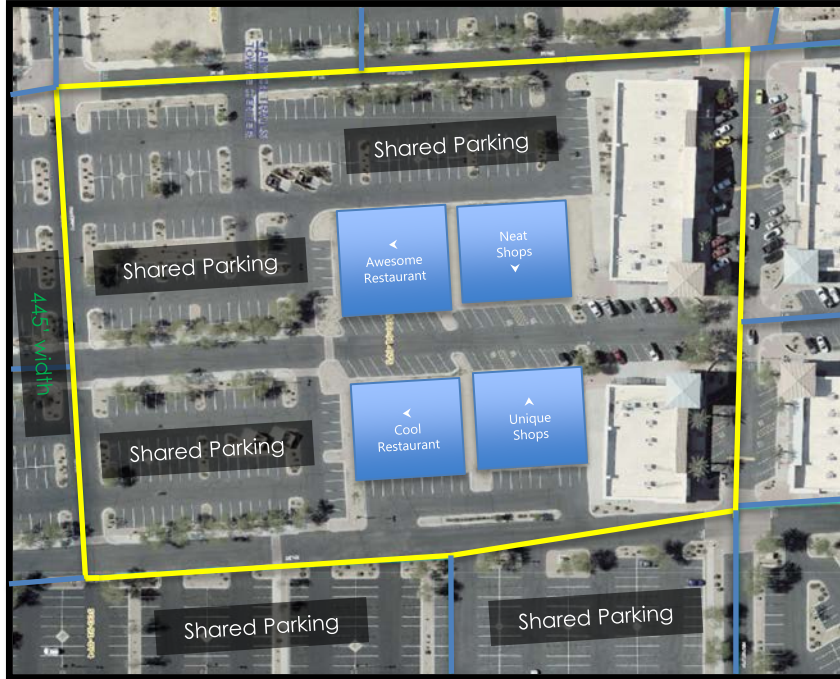 Shared Parking
Awesome
Restaurant
Neat
Shops
Shared Parking
445' width
Cool
Restaurant
Unique
Shops
Shared Parking
Shared Parking
Shared Parking